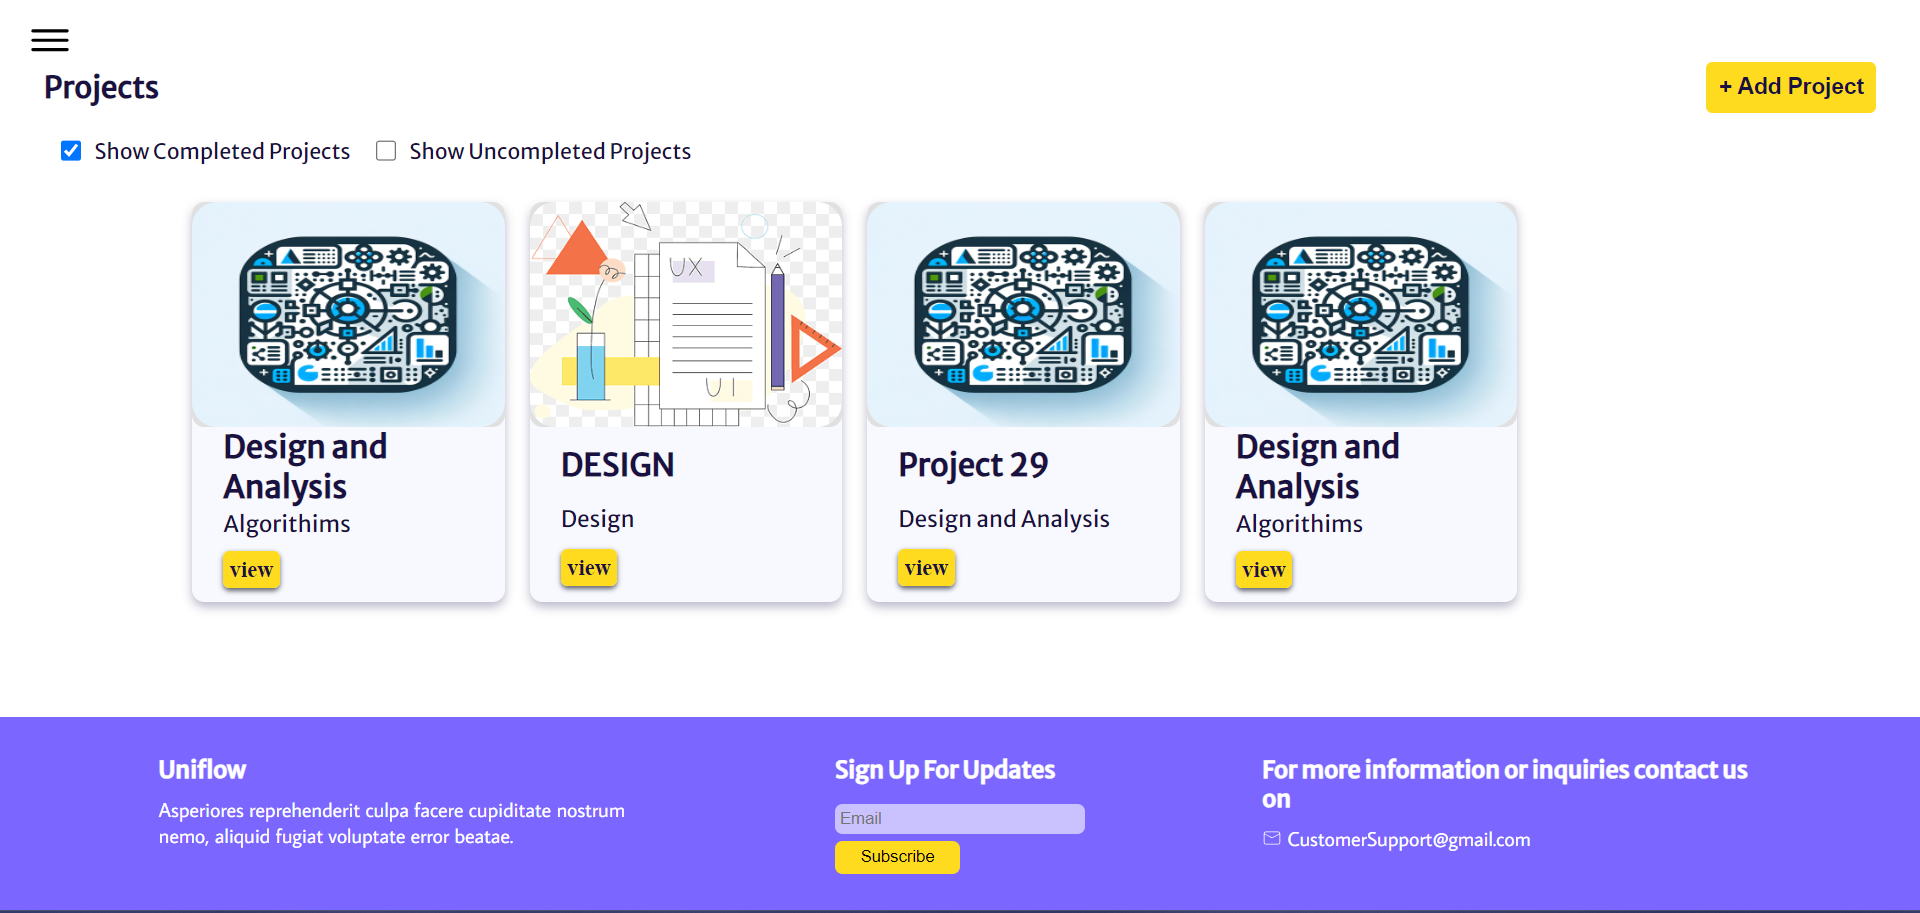 Projects
+ Add Project
Show Completed Projects
Show Uncompleted Projects
Design and
Analysis
Algorithims
view
UX
UI
DESIGN
Design
view
Project 29
Design and Analysis
view
Design and
Analysis
Algorithims
view
Uniflow
Asperiores reprehenderit culpa facere cupiditate nostrum
nemo, aliquid fugiat voluptate error beatae.
Sign Up For Updates
Email
Subscribe
For more information or inquiries contact us
on
CustomerSupport@gmail.com